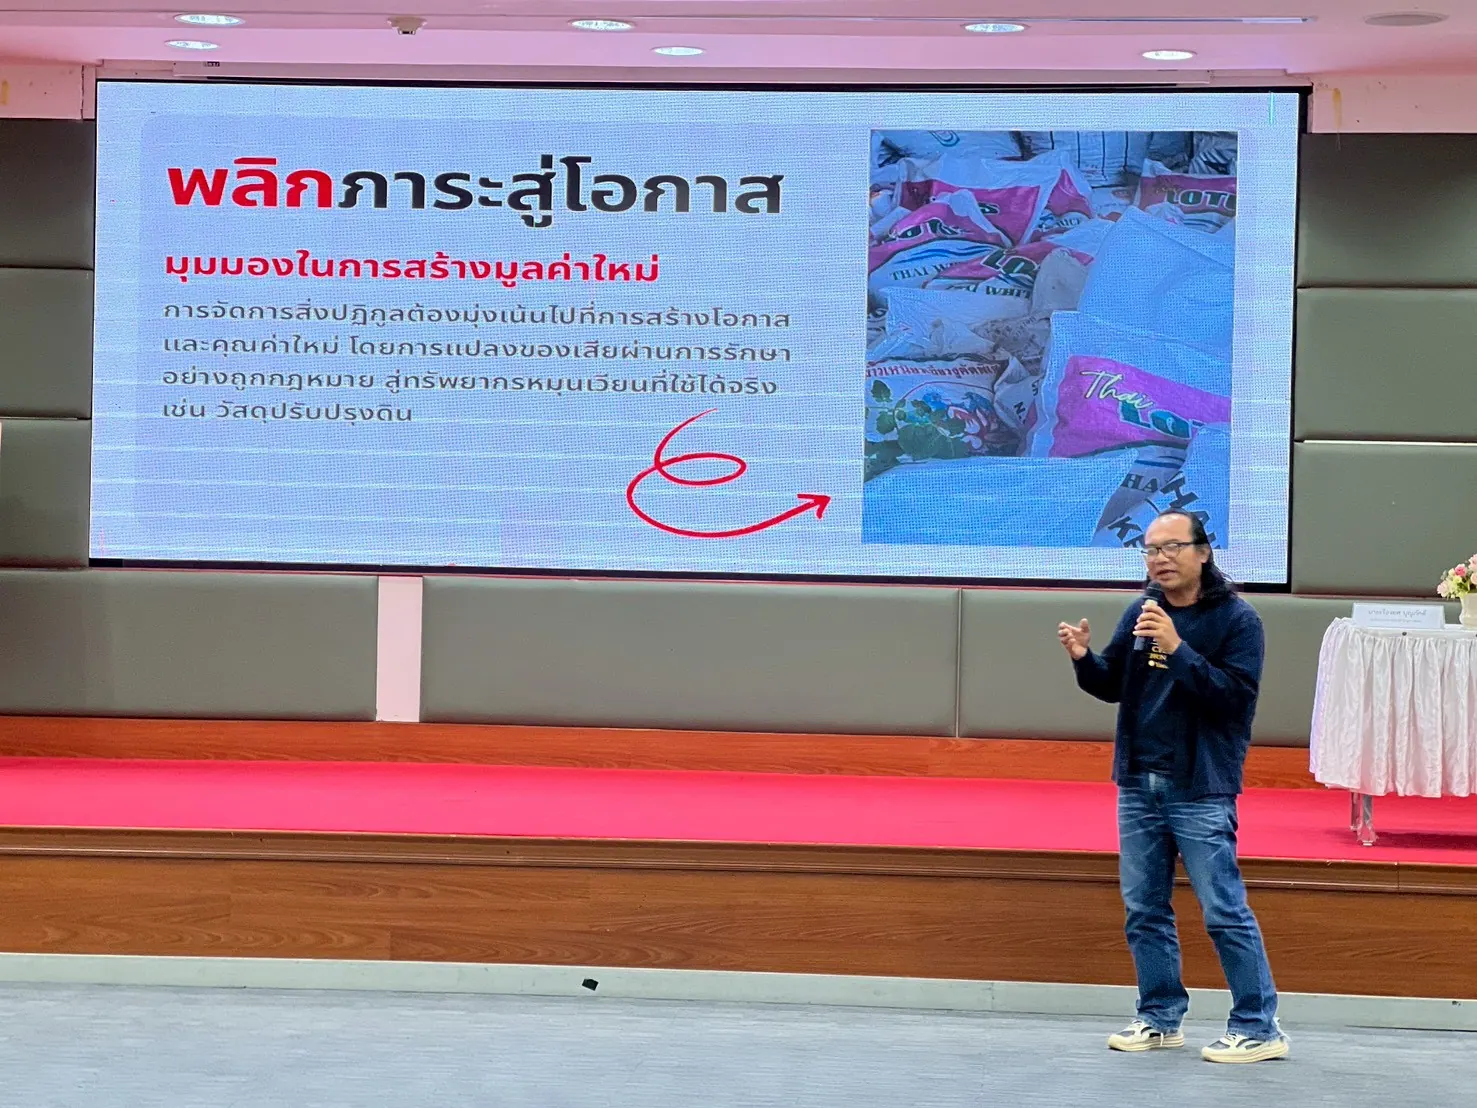 พลิกภาระสู่โอกาส
มุมมองในการสร้างมูลค่าใหม่
การจัดการสิ่งปฏิกูลต้องมุ่งเน้นไปที่การสร้างโอกาส
และคุณค่าใหม่ โดยการแปลงของเสียผ่านการรักษา
อย่างถูกกฎหมาย สู่ทรัพยากรหมุนเวียนที่ใช้ได้จริง
เช่น วัสดุปรับปรุงดิน
LOTUS
THAI WHITE
Thai